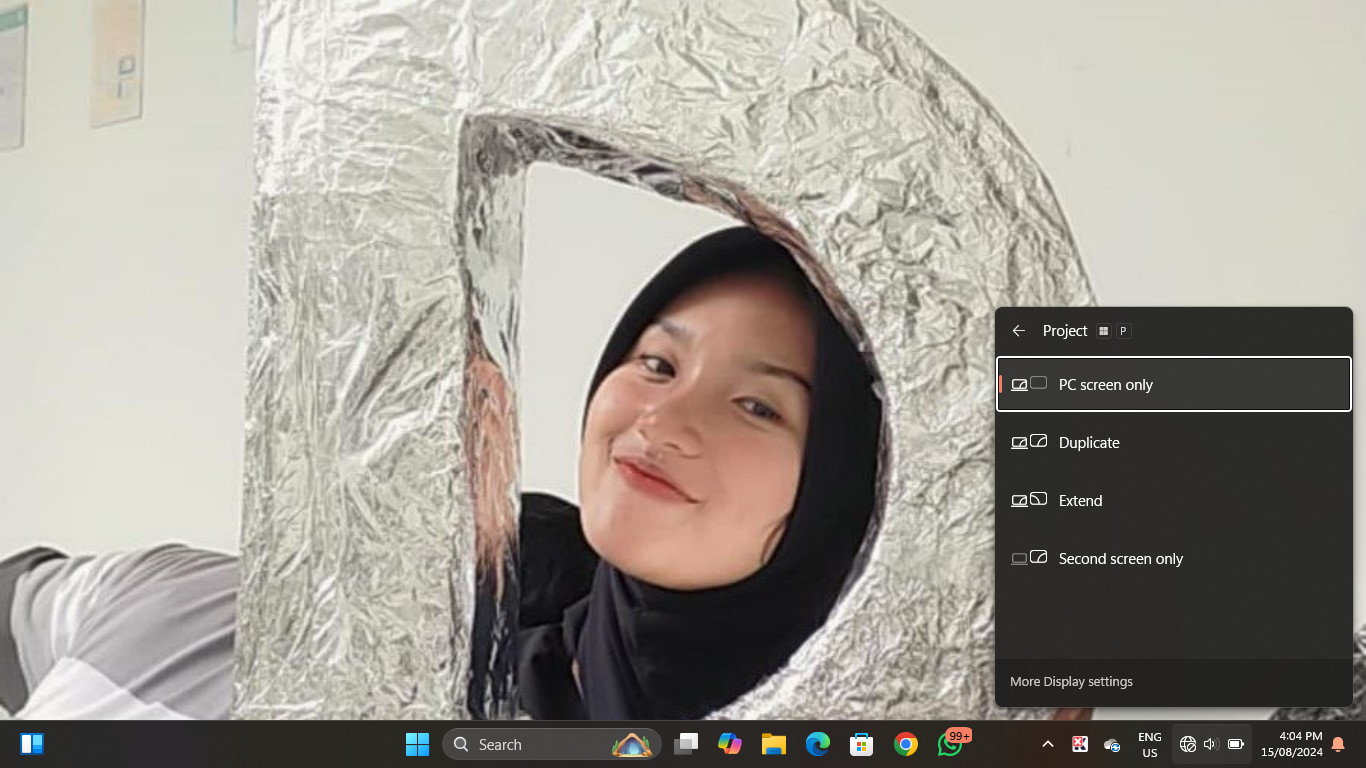 Project P
PC screen only
Duplicate
Extend
Second screen only
More Display settings
Search
99+
ENG
US
4:04 PM
15/08/2024